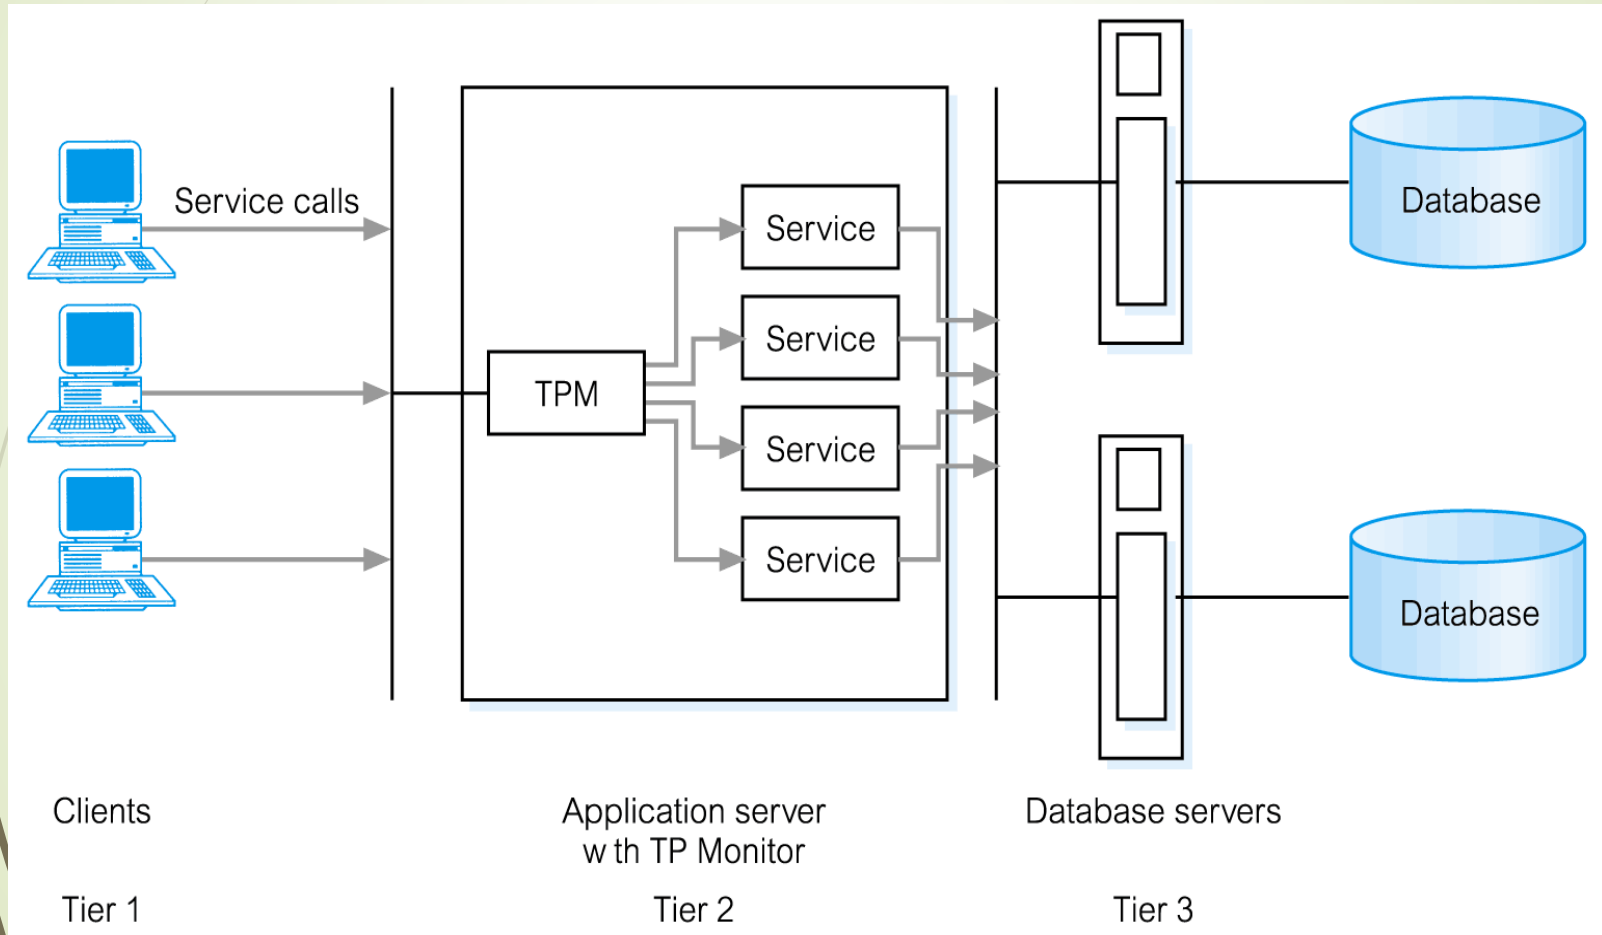 Service calls
Service
Service
TPM
Service
Service
Database
Database
Clients
Application server
w th TP Monitor
Database servers
Tier 1
Tier 2
Tier 3